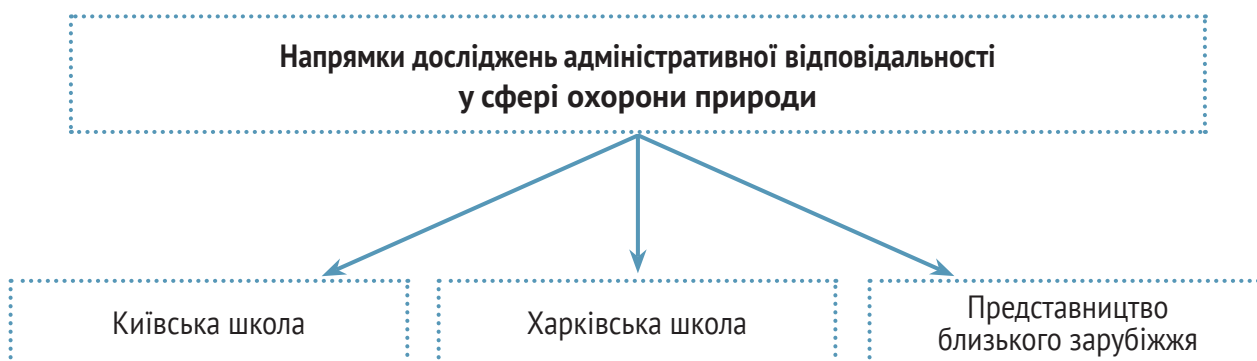 Напрямки досліджень адміністративної відповідальності
у сфері охорони природи
Київська школа
Харківська школа
Представництво
близького зарубіжжя